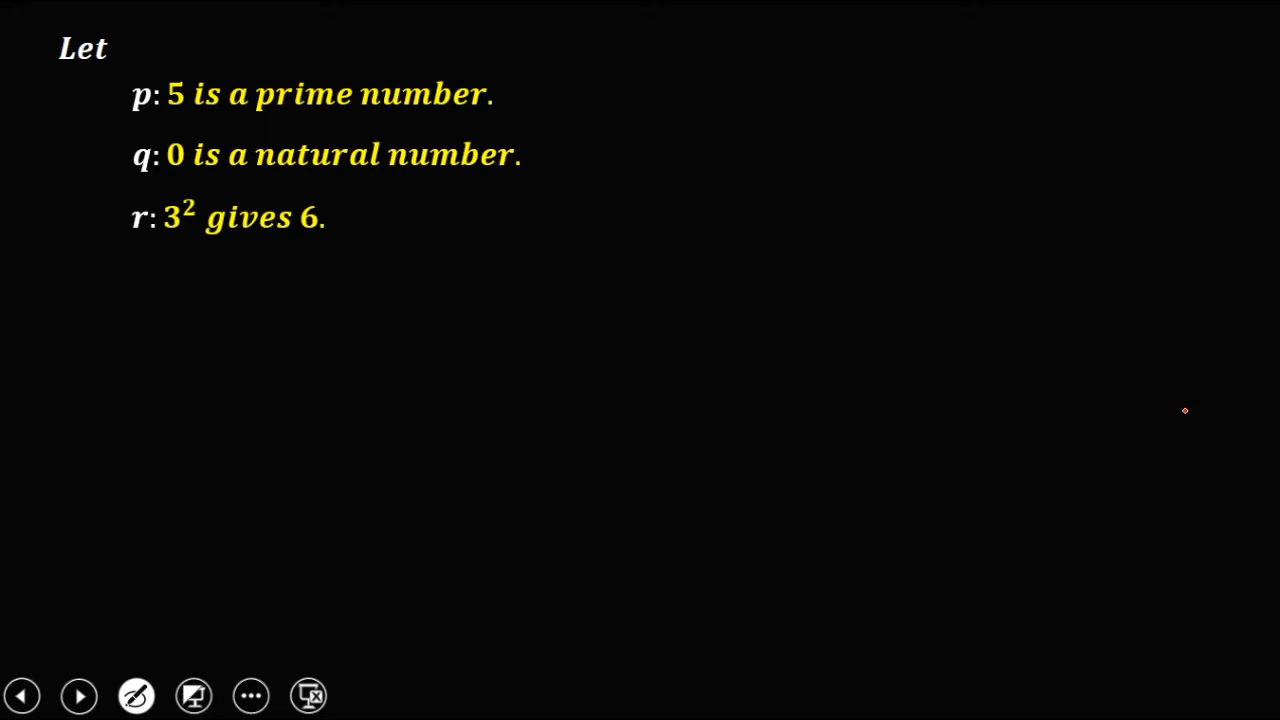 Let
p: 5 is a prime number.
q: 0 is a natural number.
r: 3² gives 6.